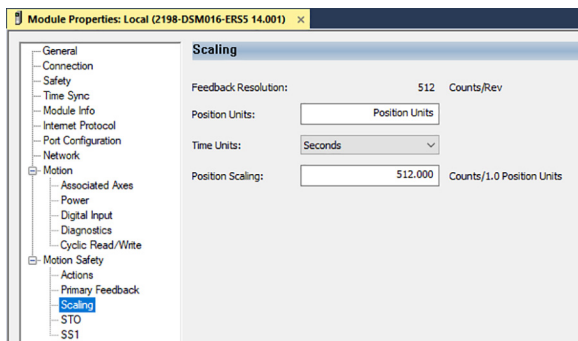 Module Properties: Local (2198-DSM016-ERS5 14.001) ×
General
Connection
Safety
Time Sync
Module Info
Internet Protocol
Port Configuration
Network
Motion
Associated Axes
Power
Digital Input
Diagnostics
Cyclic Read/Write
Motion Safety
Actions
Primary Feedback
Scaling
STO
SS1
Scaling
Feedback Resolution: 512 Counts/Rev
Position Units: Position Units
Time Units: Seconds
Position Scaling: 512.000 Counts/1.0 Position Units